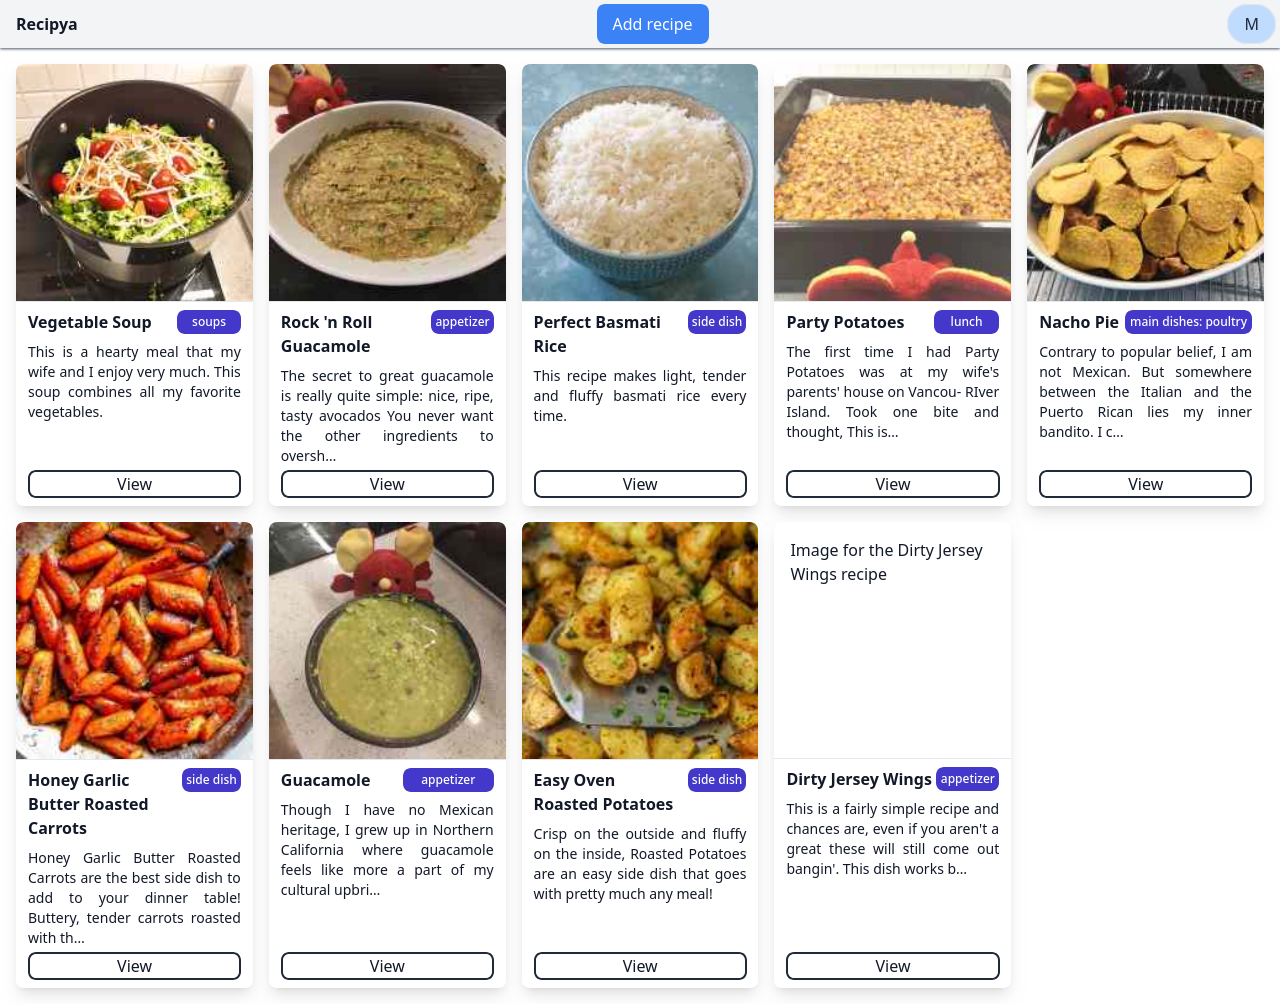 Recipya
Add recipe
M
Vegetable Soup
soups
This is a hearty meal that my
wife and I enjoy very much. This
soup combines all my favorite
vegetables.
View
Rock 'n Roll
Guacamole
appetizer
The secret to great guacamole
is really quite simple: nice, ripe,
tasty avocados You never want
the other ingredients to
oversh...
View
Perfect Basmati
Rice
side dish
This recipe makes light, tender
and fluffy basmati rice every
time.
View
Party Potatoes
lunch
The first time I had Party
Potatoes was at my wife's
parents' house on Vancou- RIver
Island. Took one bite and
thought, This is...
View
Nacho Pie
main dishes: poultry
Contrary to popular belief, I am
not Mexican. But somewhere
between the Italian and the
Puerto Rican lies my inner
bandito. I c...
View
Honey Garlic
Butter Roasted
Carrots
side dish
Honey Garlic Butter Roasted
Carrots are the best side dish to
add to your dinner table!
Buttery, tender carrots roasted
with th...
View
Guacamole
appetizer
Though I have no Mexican
heritage, I grew up in Northern
California where guacamole
feels like more a part of my
cultural upbri...
View
Easy Oven
Roasted Potatoes
side dish
Crisp on the outside and fluffy
on the inside, Roasted Potatoes
are an easy side dish that goes
with pretty much any meal!
View
Image for the Dirty Jersey
Wings recipe
Dirty Jersey Wings
appetizer
This is a fairly simple recipe and
chances are, even if you aren't a
great these will still come out
bangin'. This dish works b...
View